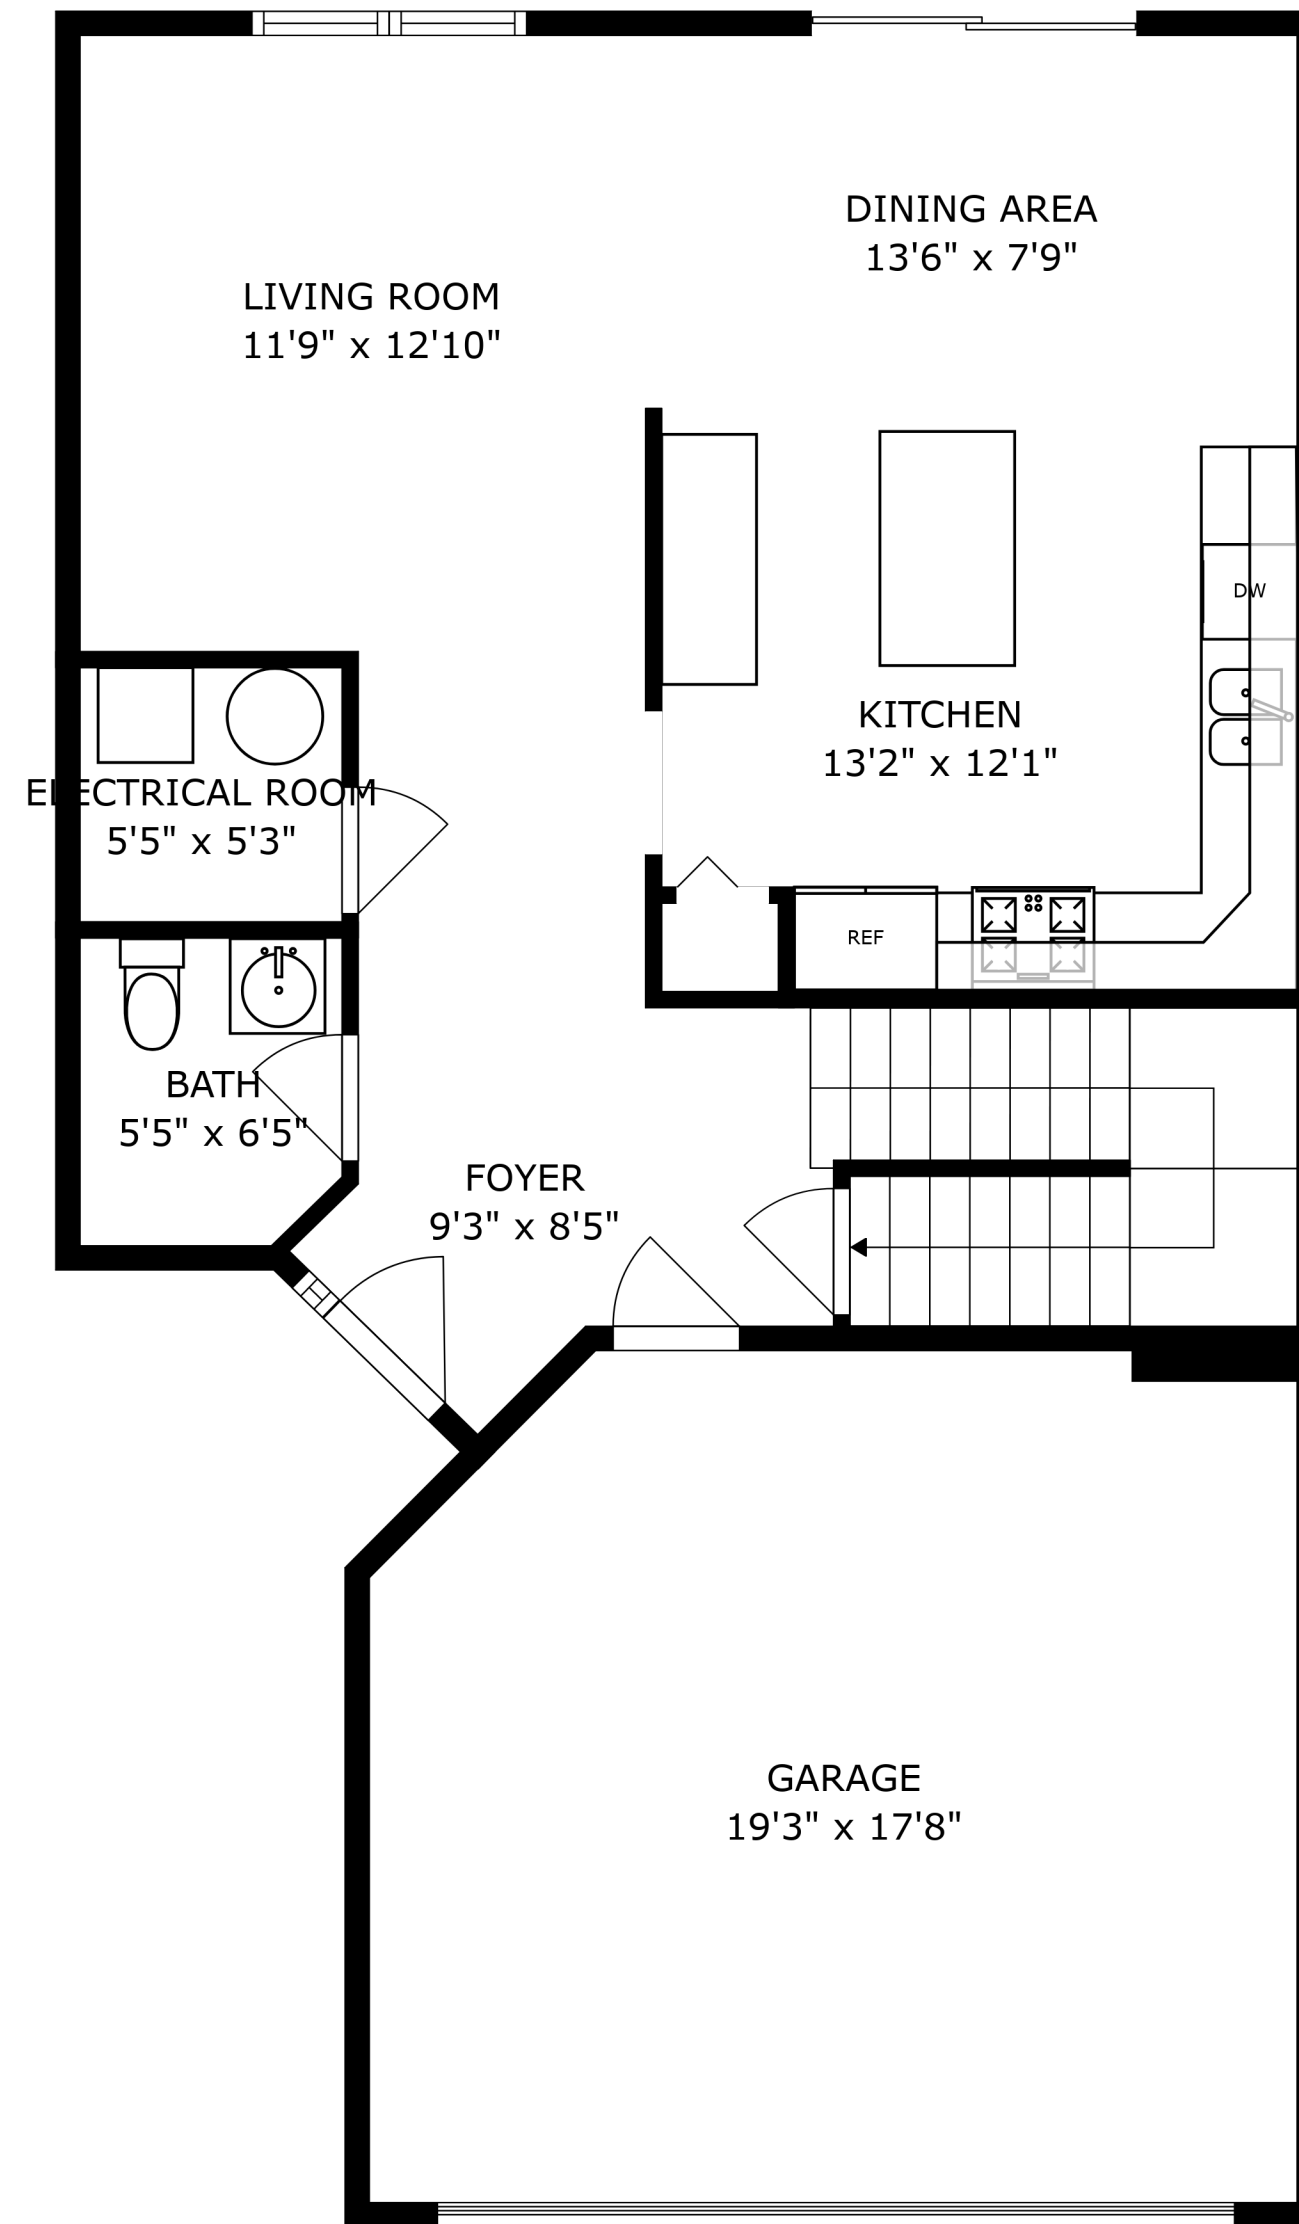 DINING AREA
13'6" x 7'9"
LIVING ROOM
11'9" x 12'10"
DW
KITCHEN
13'2" x 12'1"
ELECTRICAL ROOM
5'5" x 5'3"
REF
BATH
5'5" x 6'5"
FOYER
9'3" x 8'5"
GARAGE
19'3" x 17'8"